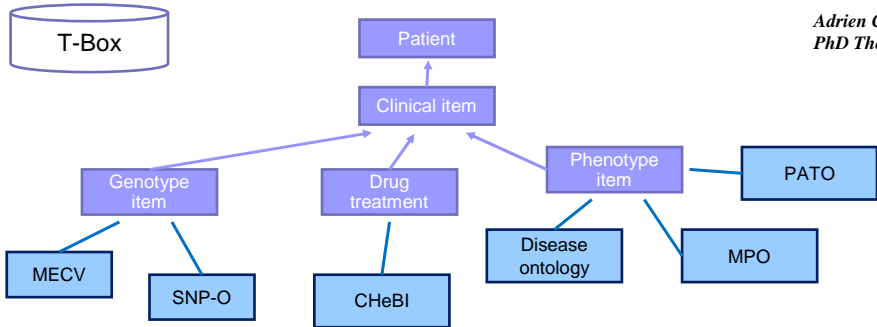 Adrien
PhD
T-Box
Patient
Clinical item
Genotype
item
Drug
treatment
Phenotype
item
PATO
MECV
SNP-O
CHeBI
Disease
ontology
MPO